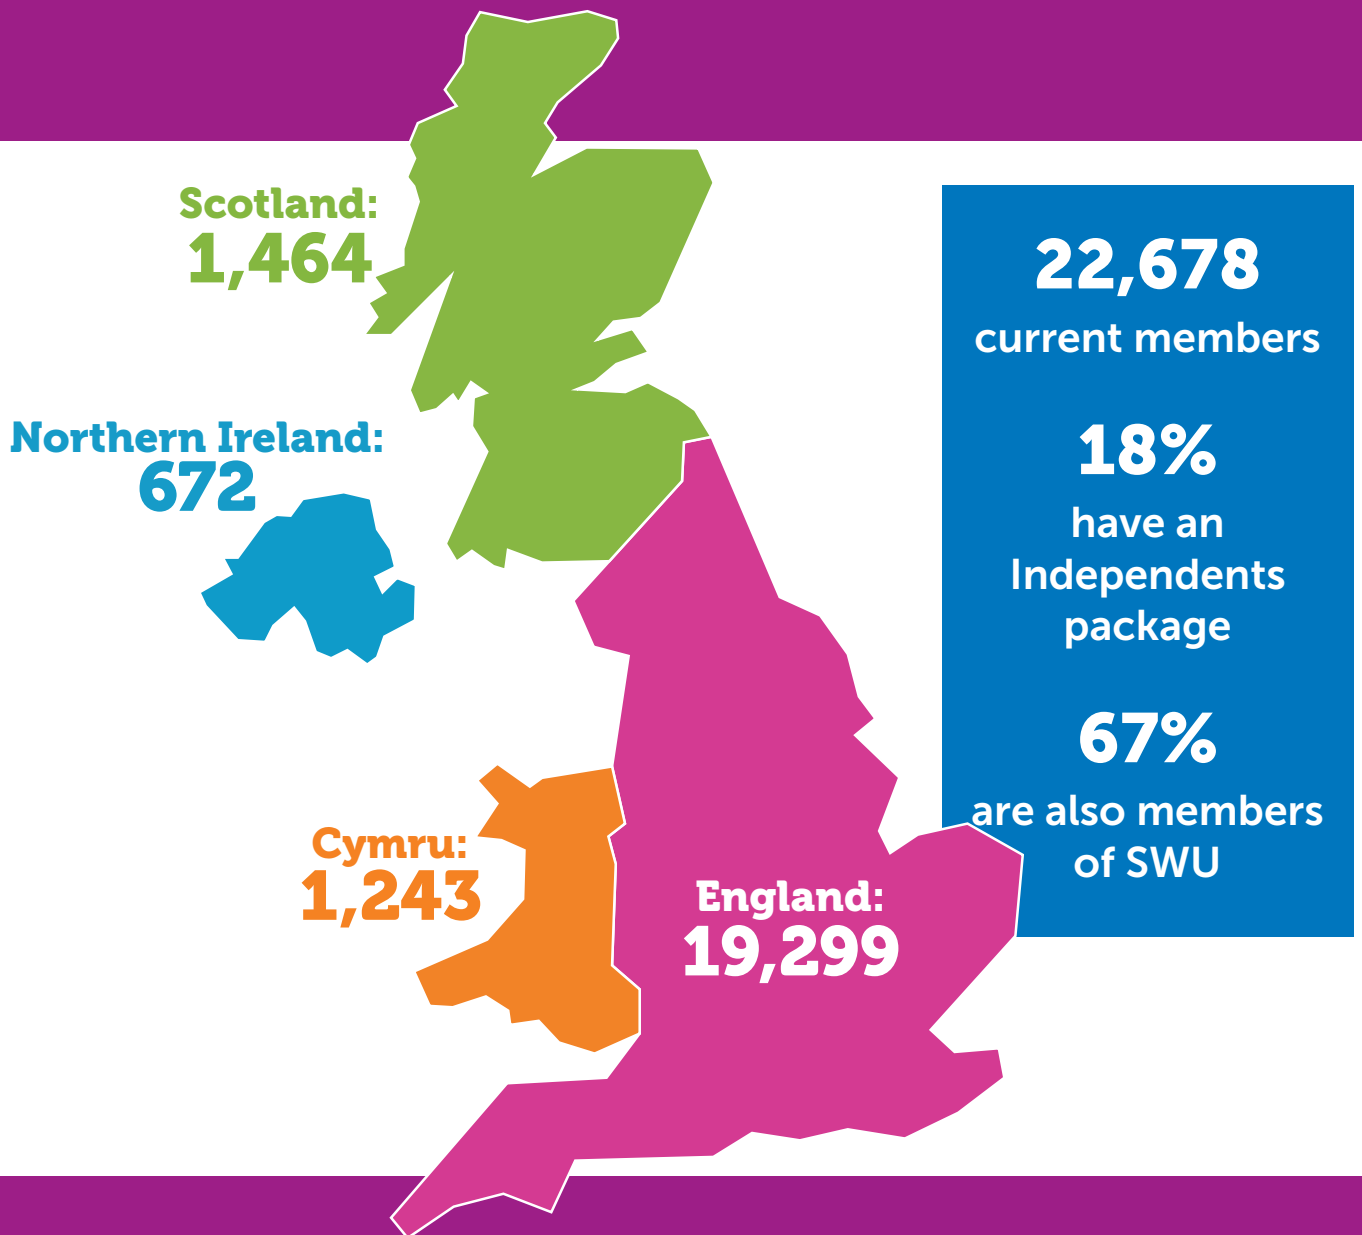 Scotland:
1,464
Northern Ireland:
672
Cymru:
1,243
England:
19,299
22,678
current members
18%
have an
Independents
package
67%
are also members
of SWU